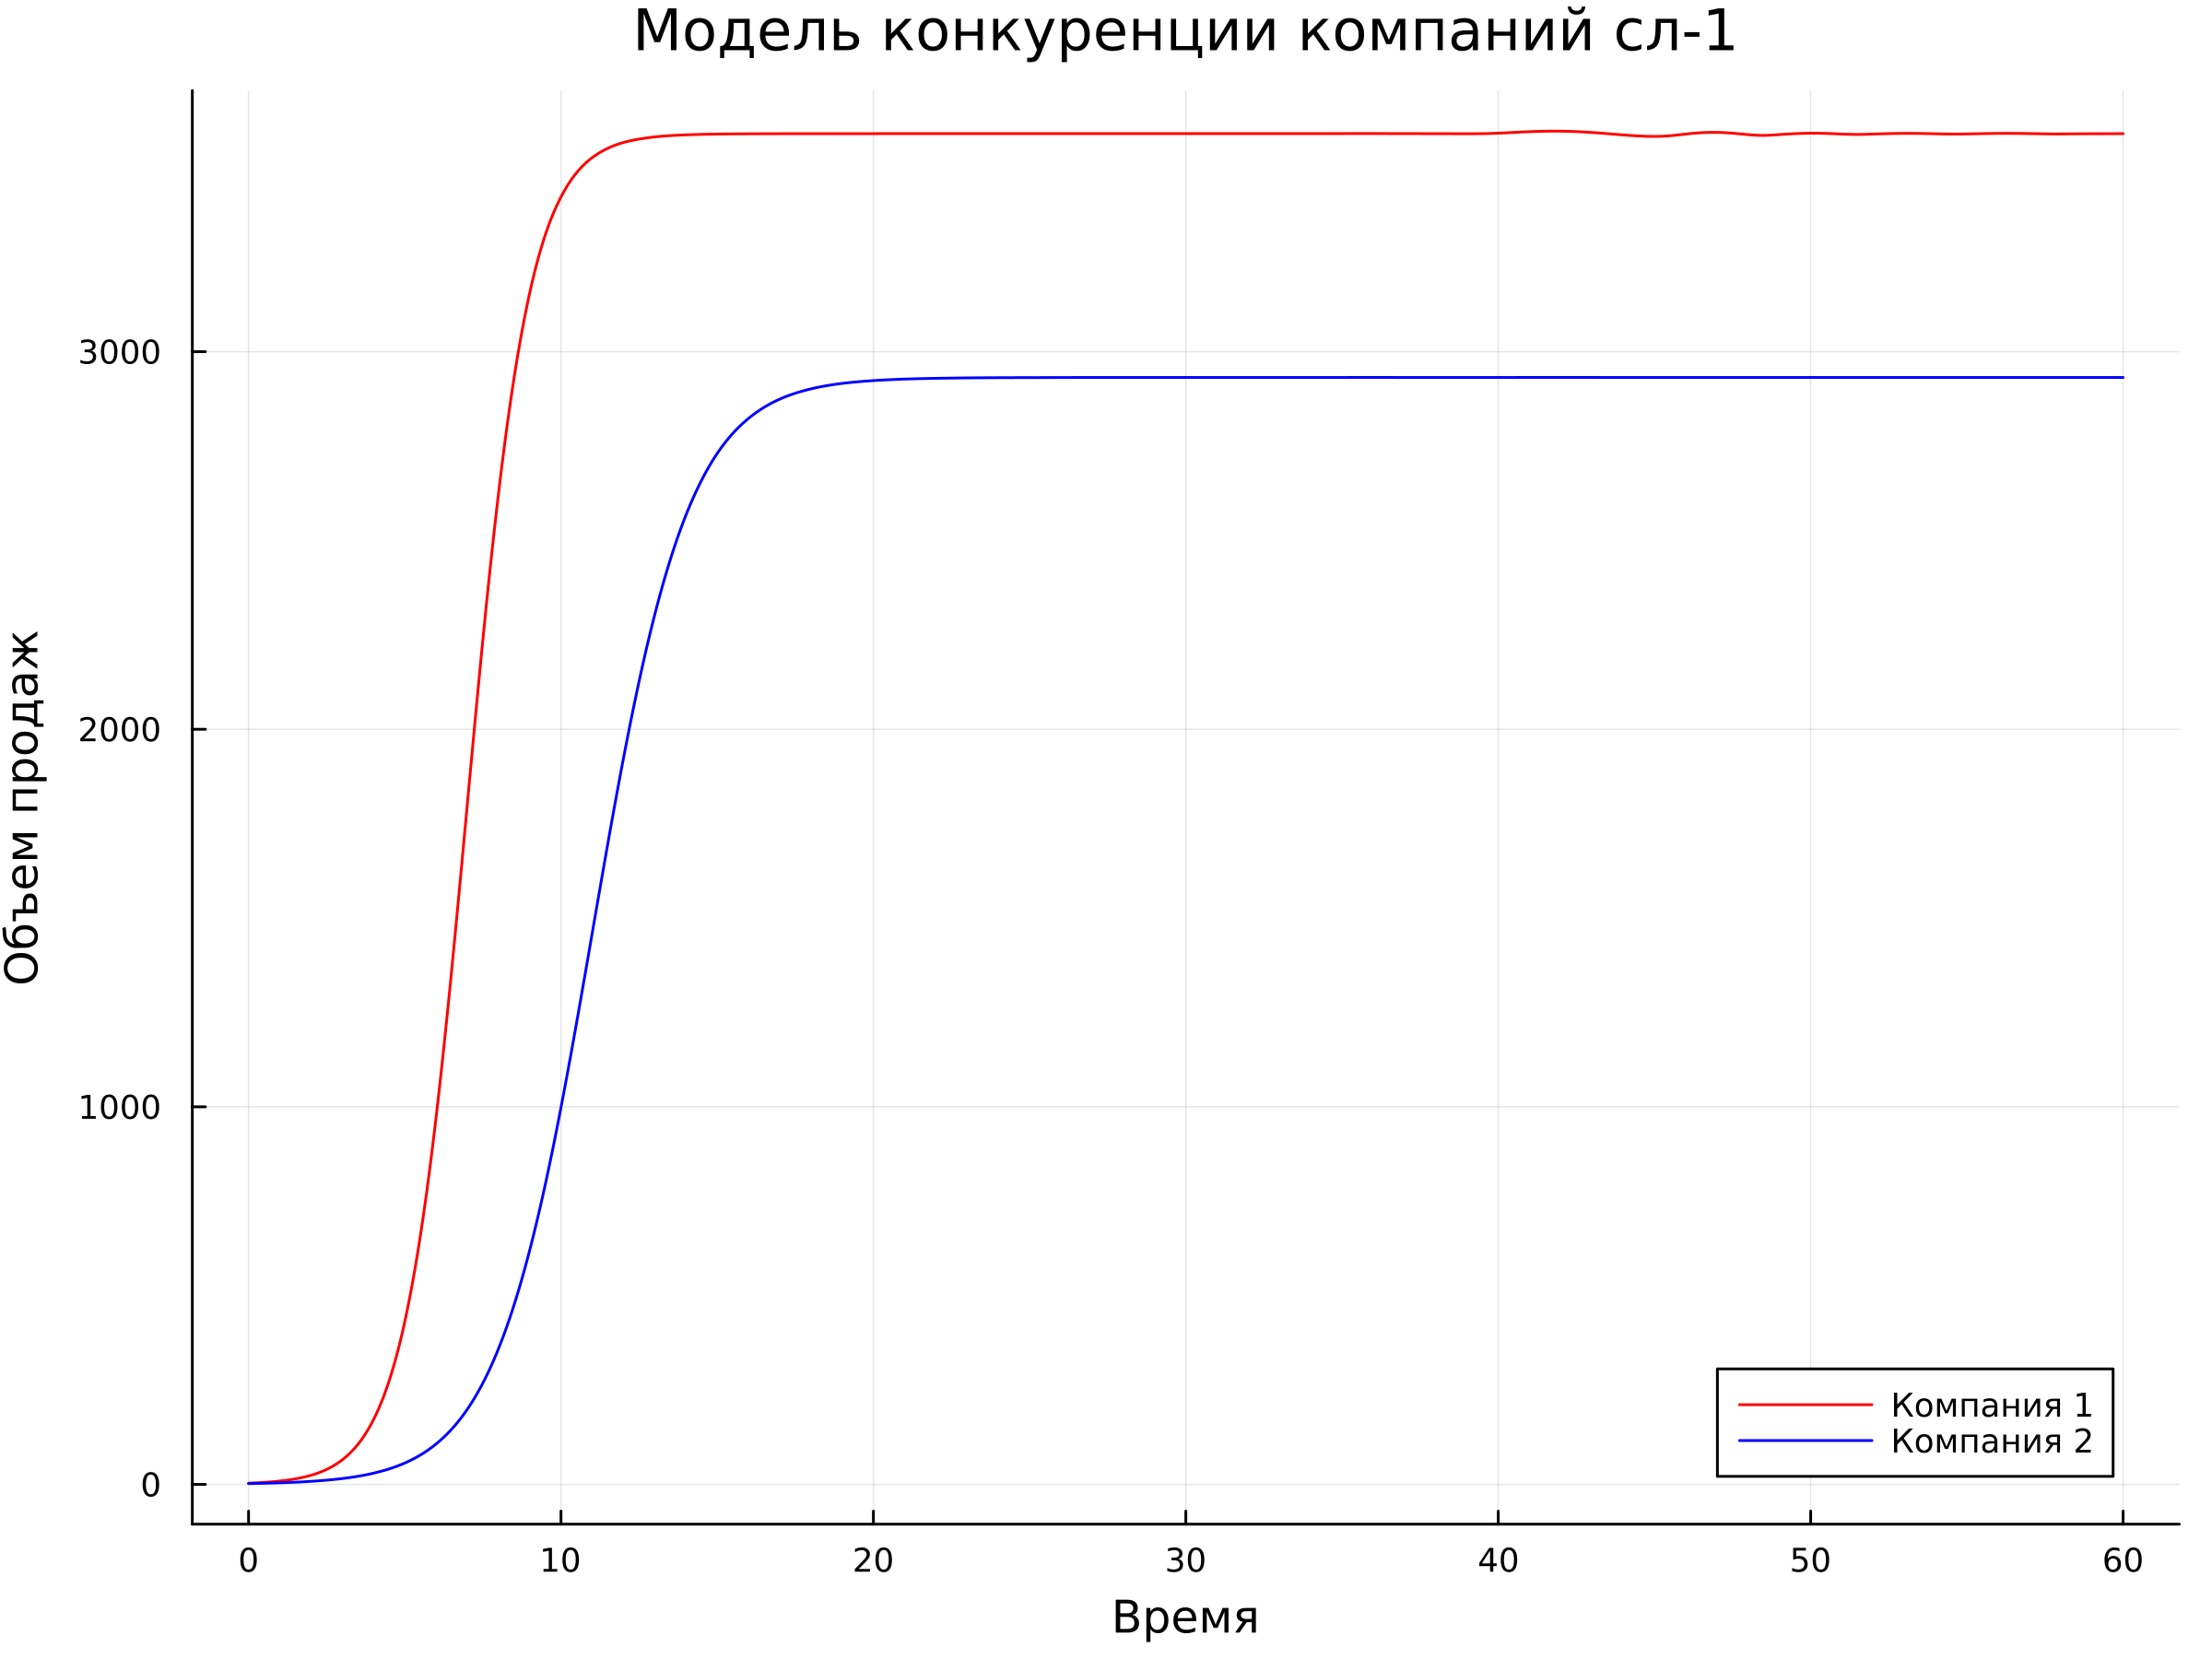 Модель конкуренции компаний сл-1
Объем продаж
3000
2000
1000
0
0 10 20 30 40 50 60
Время
Компания 1
Компания 2